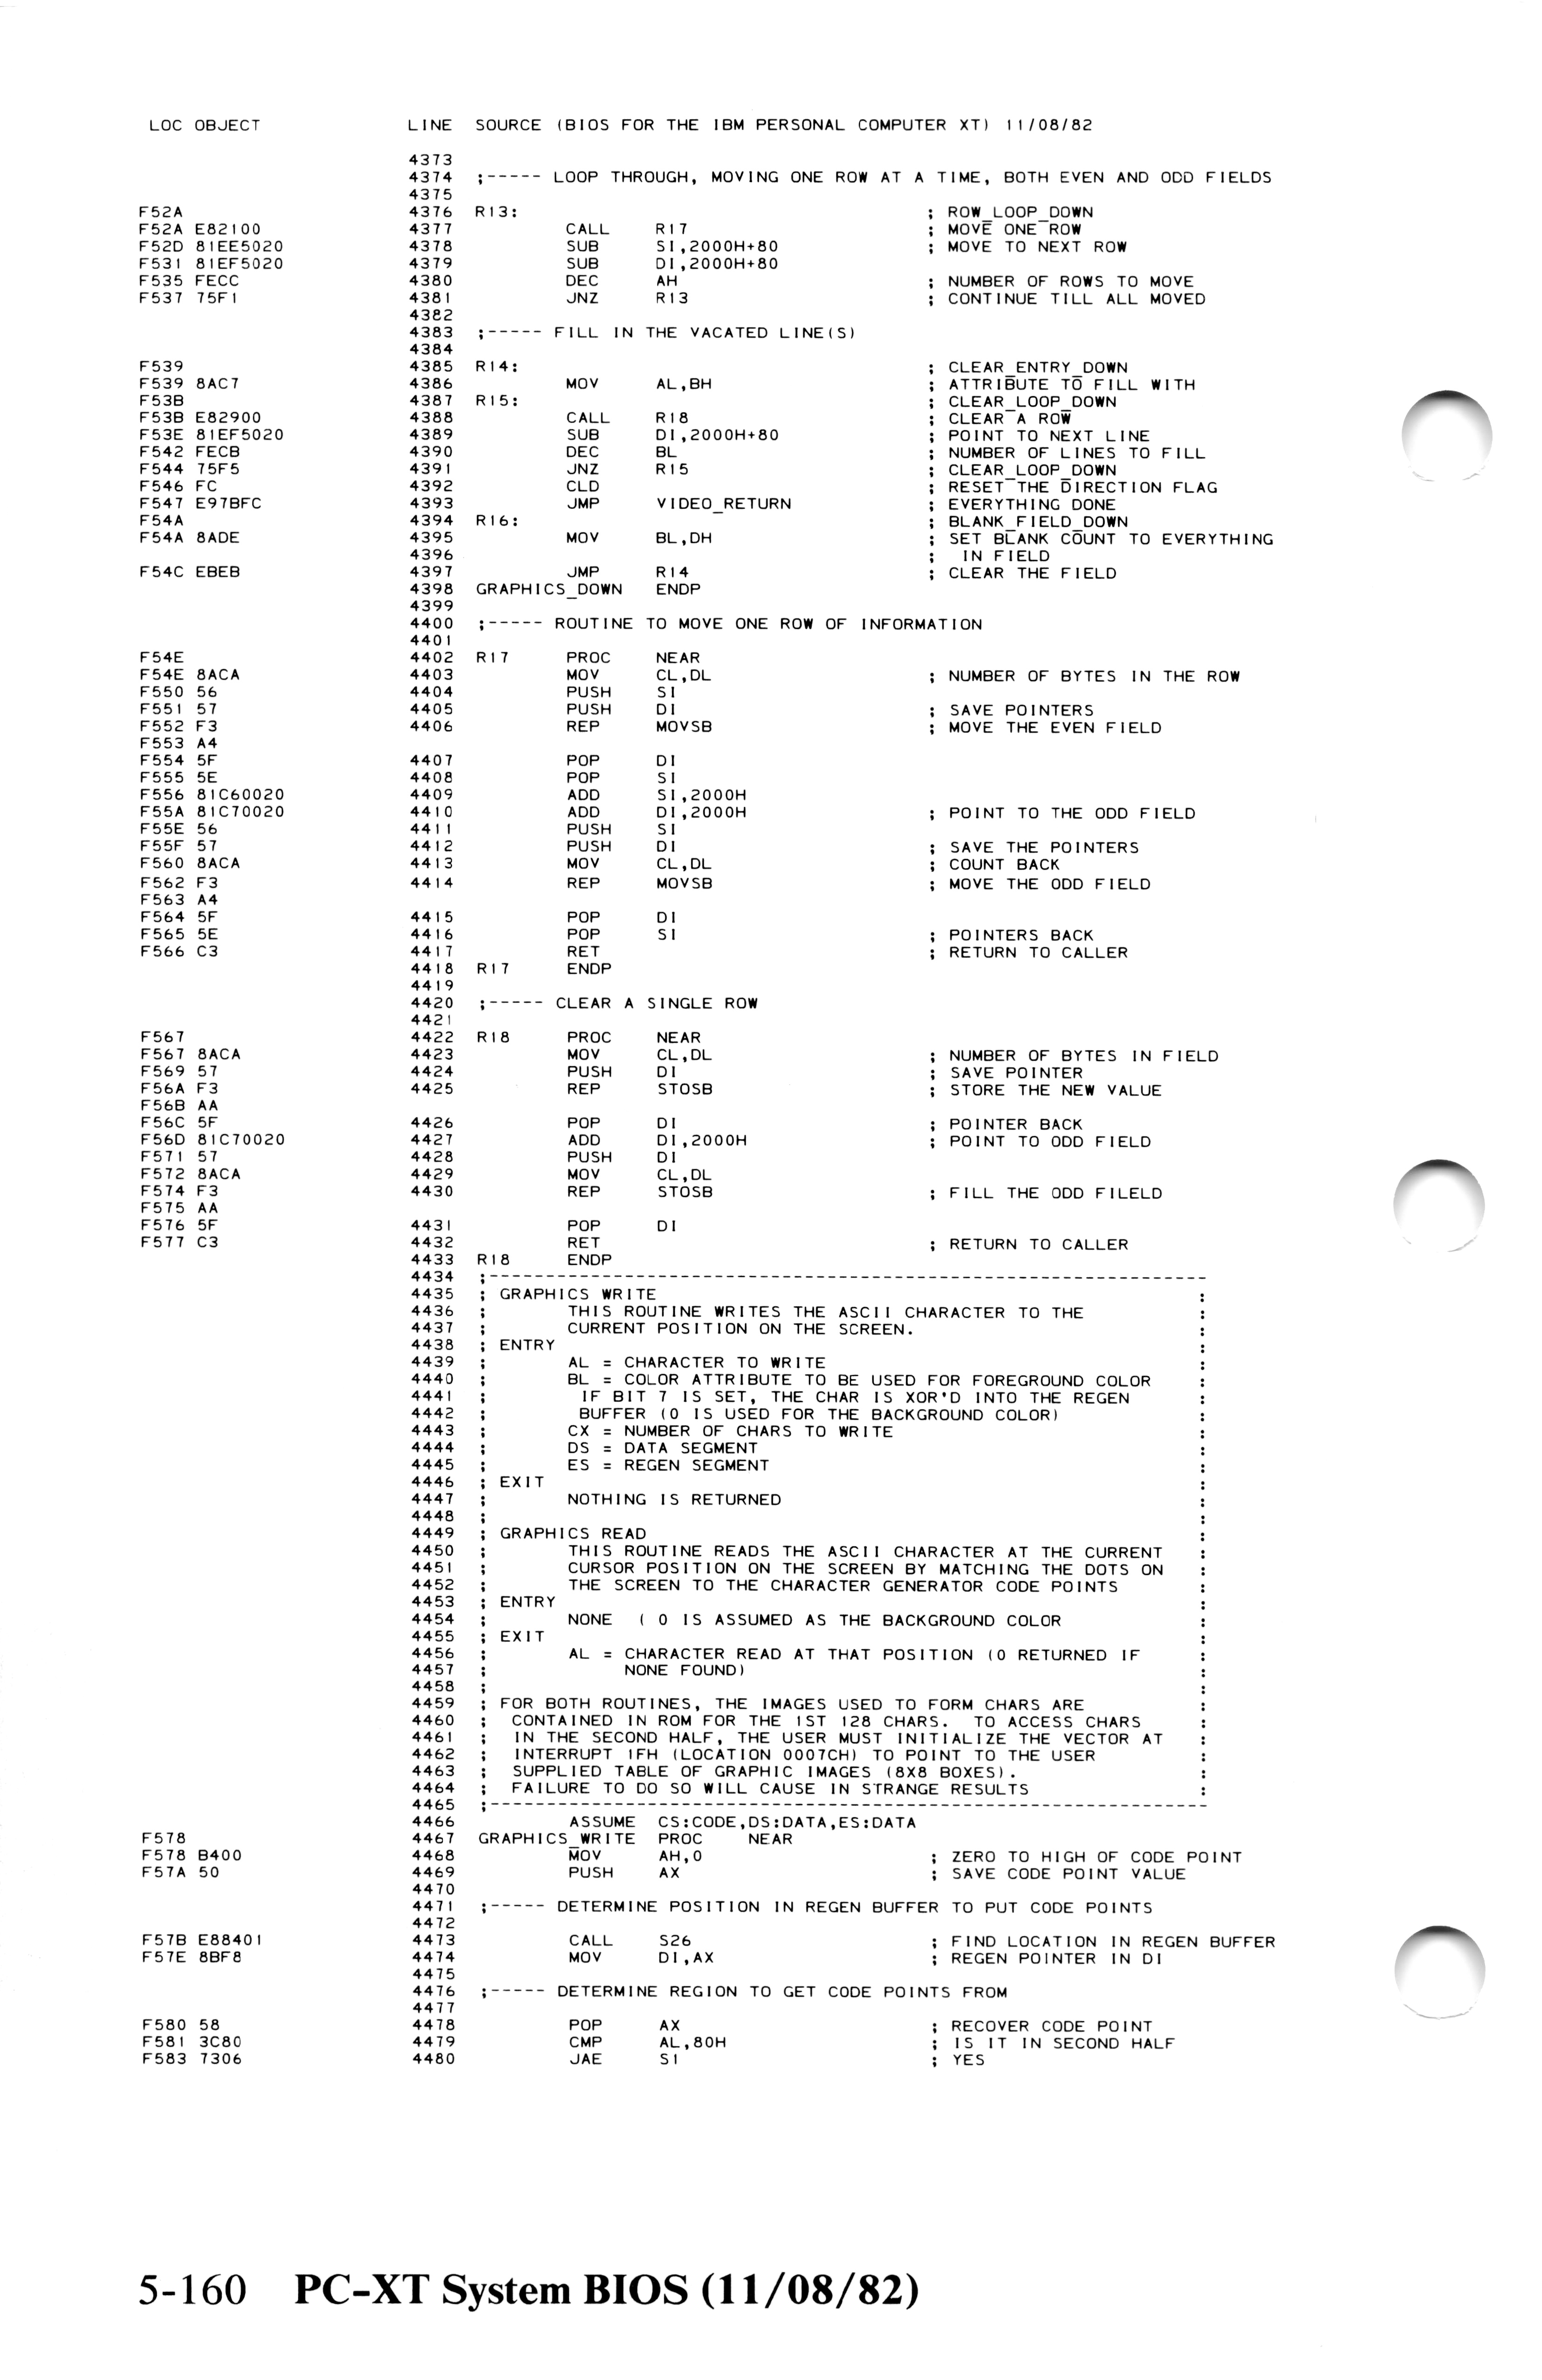 LOC OBJECT LINE SOURCE (BIOS FOR THE IBM PERSONAL COMPUTER XT) 11/08/82
4373
4374 ;----- LOOP THROUGH, MOVING ONE ROW AT A TIME, BOTH EVEN AND ODD FIELDS
4375
F52A 4376 R13: ; ROW_LOOP_DOWN
F52A E82100 4377 CALL R17 ; MOVE ONE ROW
F52D 81EE5020 4378 SUB SI,2000H+80 ; MOVE TO NEXT ROW
F531 81EF5020 4379 SUB DI,2000H+80
F535 FECC 4380 DEC AH ; NUMBER OF ROWS TO MOVE
F537 75F1 4381 JNZ R13 ; CONTINUE TILL ALL MOVED
4382
4383 ;----- FILL IN THE VACATED LINE(S)
4384
F539 4385 R14: ; CLEAR_ENTRY_DOWN
F539 8AC7 4386 MOV AL,BH ; ATTRIBUTE TO FILL WITH
F53B 4387 R15: ; CLEAR_LOOP_DOWN
F53B E82900 4388 CALL R18 ; CLEAR A ROW
F53E 81EF5020 4389 SUB DI,2000H+80 ; POINT TO NEXT LINE
F542 FECB 4390 DEC BL ; NUMBER OF LINES TO FILL
F544 75F5 4391 JNZ R15 ; CLEAR_LOOP_DOWN
F546 FC 4392 CLD ; RESET THE DIRECTION FLAG
F547 E97BFC 4393 JMP VIDEO_RETURN ; EVERYTHING DONE
F54A 4394 R16: ; BLANK_FIELD_DOWN
F54A 8ADE 4395 MOV BL,DH ; SET BLANK COUNT TO EVERYTHING
4396 ; IN FIELD
F54C EBEB 4397 JMP R14 ; CLEAR THE FIELD
4398 GRAPHICS_DOWN ENDP
4399
4400 ;----- ROUTINE TO MOVE ONE ROW OF INFORMATION
4401
F54E 4402 R17 PROC NEAR
F54E 8ACA 4403 MOV CL,DL ; NUMBER OF BYTES IN THE ROW
F550 56 4404 PUSH SI
F551 57 4405 PUSH DI ; SAVE POINTERS
F552 F3 4406 REP MOVSB ; MOVE THE EVEN FIELD
F553 A4
F554 5F 4407 POP DI
F555 5E 4408 POP SI
F556 81C60020 4409 ADD SI,2000H
F55A 81C70020 4410 ADD DI,2000H ; POINT TO THE ODD FIELD
F55E 56 4411 PUSH SI
F55F 57 4412 PUSH DI ; SAVE THE POINTERS
F560 8ACA 4413 MOV CL,DL ; COUNT BACK
F562 F3 4414 REP MOVSB ; MOVE THE ODD FIELD
F563 A4
F564 5F 4415 POP DI
F565 5E 4416 POP SI ; POINTERS BACK
F566 C3 4417 RET ; RETURN TO CALLER
4418 R17 ENDP
4419
4420 ;----- CLEAR A SINGLE ROW
4421
F567 4422 R18 PROC NEAR
F567 8ACA 4423 MOV CL,DL ; NUMBER OF BYTES IN FIELD
F569 57 4424 PUSH DI ; SAVE POINTER
F56A F3 4425 REP STOSB ; STORE THE NEW VALUE
F56B AA
F56C 5F 4426 POP DI ; POINTER BACK
F56D 81C70020 4427 ADD DI,2000H ; POINT TO ODD FIELD
F571 57 4428 PUSH DI
F572 8ACA 4429 MOV CL,DL
F574 F3 4430 REP STOSB ; FILL THE ODD FILELD
F575 AA
F576 5F 4431 POP DI
F577 C3 4432 RET ; RETURN TO CALLER
4433 R18 ENDP
4434 ;----------------------------------------------------------------
4435 ; GRAPHICS WRITE :
4436 ; THIS ROUTINE WRITES THE ASCII CHARACTER TO THE :
4437 ; CURRENT POSITION ON THE SCREEN. :
4438 ; ENTRY :
4439 ; AL = CHARACTER TO WRITE :
4440 ; BL = COLOR ATTRIBUTE TO BE USED FOR FOREGROUND COLOR :
4441 ; IF BIT 7 IS SET, THE CHAR IS XOR'D INTO THE REGEN :
4442 ; BUFFER (0 IS USED FOR THE BACKGROUND COLOR) :
4443 ; CX = NUMBER OF CHARS TO WRITE :
4444 ; DS = DATA SEGMENT :
4445 ; ES = REGEN SEGMENT :
4446 ; EXIT :
4447 ; NOTHING IS RETURNED :
4448 ; :
4449 ; GRAPHICS READ :
4450 ; THIS ROUTINE READS THE ASCII CHARACTER AT THE CURRENT :
4451 ; CURSOR POSITION ON THE SCREEN BY MATCHING THE DOTS ON :
4452 ; THE SCREEN TO THE CHARACTER GENERATOR CODE POINTS :
4453 ; ENTRY :
4454 ; NONE ( 0 IS ASSUMED AS THE BACKGROUND COLOR :
4455 ; EXIT :
4456 ; AL = CHARACTER READ AT THAT POSITION (0 RETURNED IF :
4457 ; NONE FOUND) :
4458 ; :
4459 ; FOR BOTH ROUTINES, THE IMAGES USED TO FORM CHARS ARE :
4460 ; CONTAINED IN ROM FOR THE 1ST 128 CHARS. TO ACCESS CHARS :
4461 ; IN THE SECOND HALF, THE USER MUST INITIALIZE THE VECTOR AT :
4462 ; INTERRUPT 1FH (LOCATION 0007CH) TO POINT TO THE USER :
4463 ; SUPPLIED TABLE OF GRAPHIC IMAGES (8X8 BOXES). :
4464 ; FAILURE TO DO SO WILL CAUSE IN STRANGE RESULTS :
4465 ;----------------------------------------------------------------
4466 ASSUME CS:CODE,DS:DATA,ES:DATA
F578 4467 GRAPHICS_WRITE PROC NEAR
F578 B400 4468 MOV AH,0 ; ZERO TO HIGH OF CODE POINT
F57A 50 4469 PUSH AX ; SAVE CODE POINT VALUE
4470
4471 ;----- DETERMINE POSITION IN REGEN BUFFER TO PUT CODE POINTS
4472
F57B E88401 4473 CALL S26 ; FIND LOCATION IN REGEN BUFFER
F57E 8BF8 4474 MOV DI,AX ; REGEN POINTER IN DI
4475
4476 ;----- DETERMINE REGION TO GET CODE POINTS FROM
4477
F580 58 4478 POP AX ; RECOVER CODE POINT
F581 3C80 4479 CMP AL,80H ; IS IT IN SECOND HALF
F583 7306 4480 JAE S1 ; YES
5-160 PC-XT System BIOS (11/08/82)